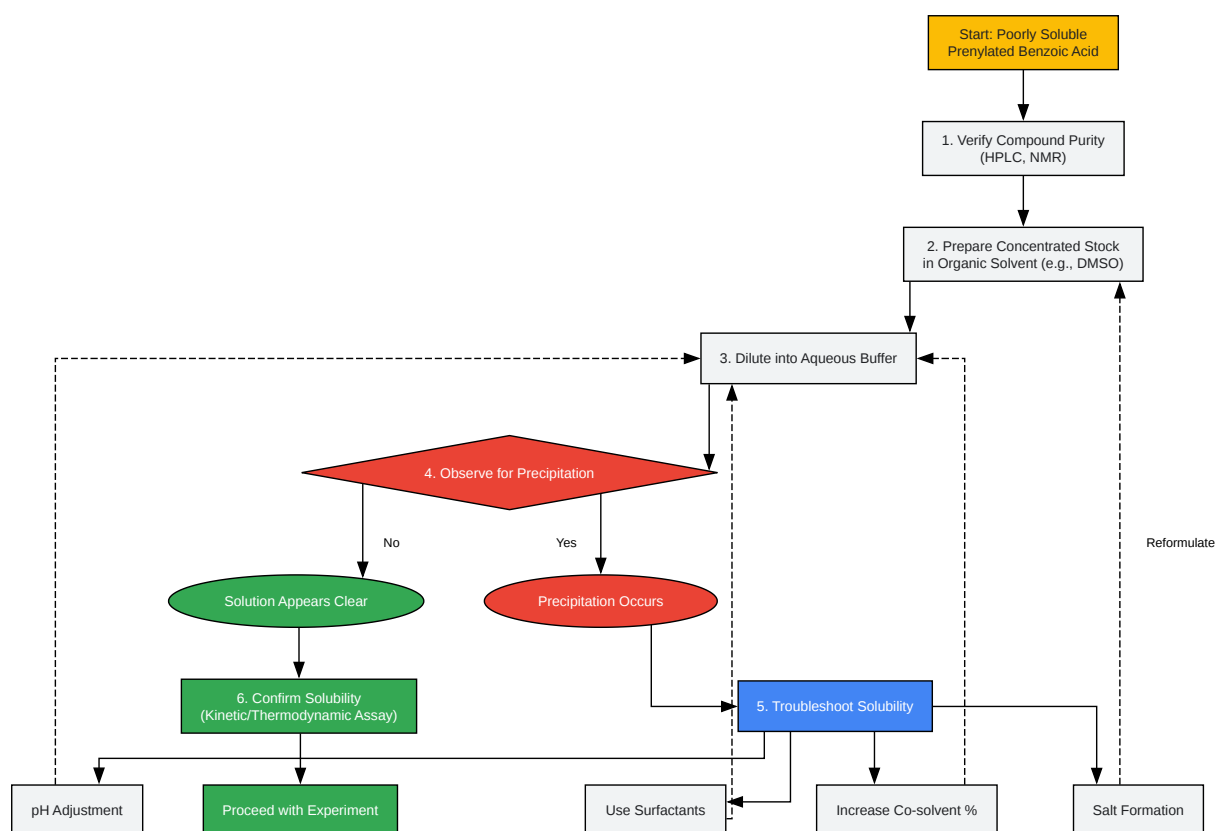 Start: Poorly Soluble
Prenylated Benzoic Acid
1. Verify Compound Purity
(HPLC, NMR)
2. Prepare Concentrated Stock
in Organic Solvent (e.g., DMSO)
3. Dilute into Aqueous Buffer
4. Observe for Precipitation
No
Yes
Reformulate
Solution Appears Clear
Precipitation Occurs
6. Confirm Solubility
(Kinetic/Thermodynamic Assay)
5. Troubleshoot Solubility
pH Adjustment
Proceed with Experiment
Use Surfactants
Increase Co-solvent %
Salt Formation